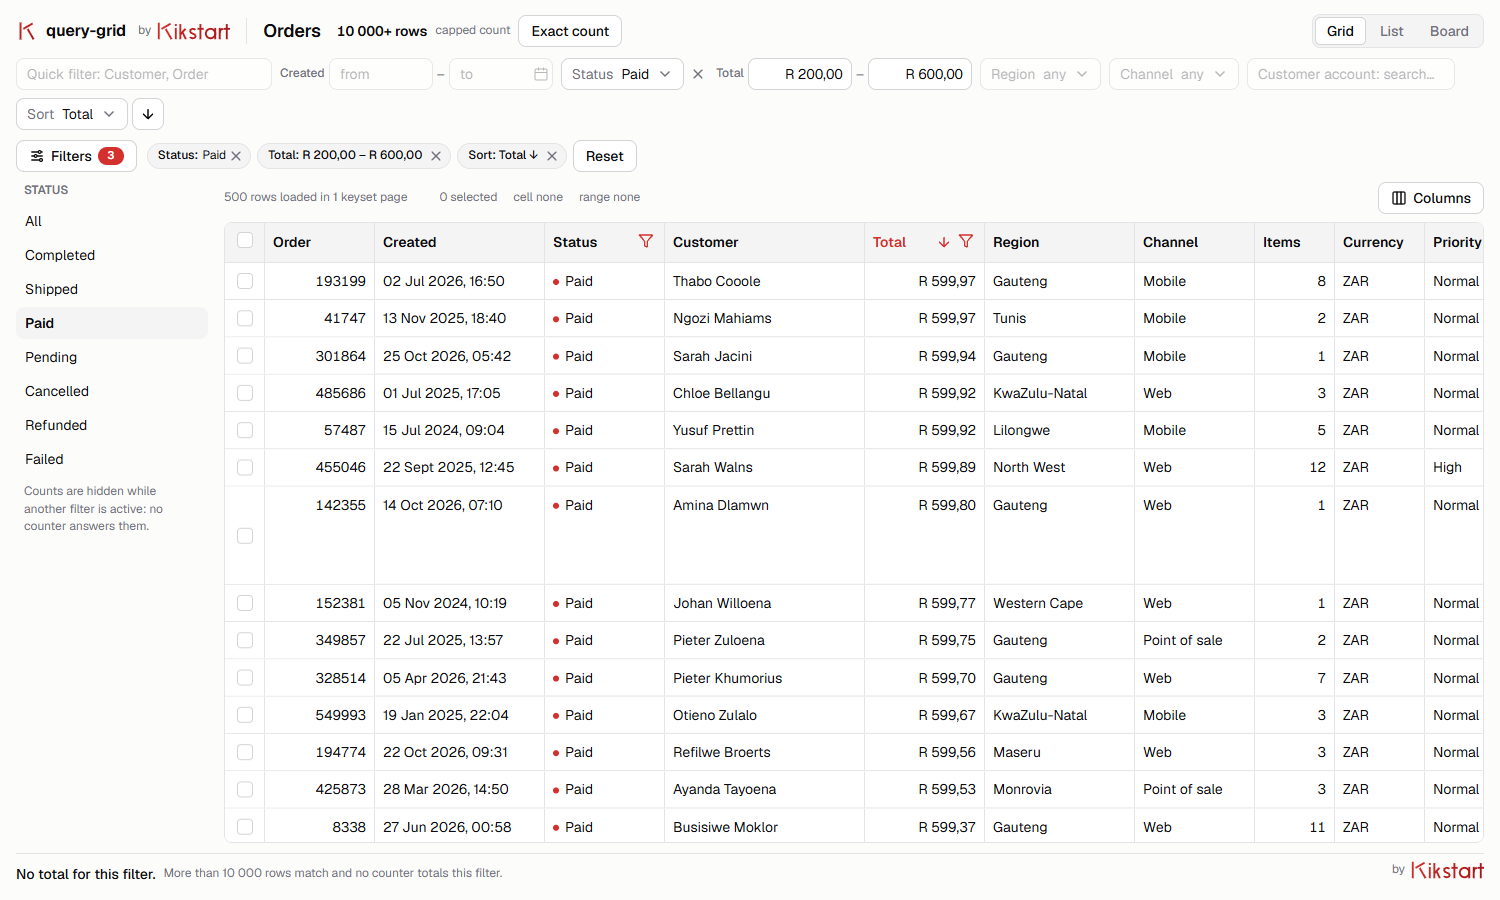 query-grid by Kikstart Orders 10 000+ rows capped count Exact count Grid List Board
Quick filter: Customer, Order Created from – to Status Paid Total R 200,00 – R 600,00 Region any Channel any Customer account: search...
Sort Total
Filters 3 Status: Paid Total: R 200,00 – R 600,00 Sort: Total ↓ Reset
STATUS
All
Completed
Shipped
Paid
Pending
Cancelled
Refunded
Failed
Counts are hidden while
another filter is active: no
counter answers them.
500 rows loaded in 1 keyset page 0 selected cell none range none Columns
Order Created Status Customer Total Region Channel Items Currency Priority
193199 02 Jul 2026, 16:50 Paid Thabo Cooole R 599,97 Gauteng Mobile 8 ZAR Normal
41747 13 Nov 2025, 18:40 Paid Ngozi Mahiams R 599,97 Tunis Mobile 2 ZAR Normal
301864 25 Oct 2026, 05:42 Paid Sarah Jacini R 599,94 Gauteng Mobile 1 ZAR Normal
485686 01 Jul 2025, 17:05 Paid Chloe Bellangu R 599,92 KwaZulu-Natal Web 3 ZAR Normal
57487 15 Jul 2024, 09:04 Paid Yusuf Prettin R 599,92 Lilongwe Mobile 5 ZAR Normal
455046 22 Sept 2025, 12:45 Paid Sarah Walns R 599,89 North West Web 12 ZAR High
142355 14 Oct 2026, 07:10 Paid Amina Dlamwn R 599,80 Gauteng Web 1 ZAR Normal
152381 05 Nov 2024, 10:19 Paid Johan Willoena R 599,77 Western Cape Web 1 ZAR Normal
349857 22 Jul 2025, 13:57 Paid Pieter Zuloena R 599,75 Gauteng Point of sale 2 ZAR Normal
328514 05 Apr 2026, 21:43 Paid Pieter Khumorius R 599,70 Gauteng Web 7 ZAR Normal
549993 19 Jan 2025, 22:04 Paid Otieno Zulalo R 599,67 KwaZulu-Natal Mobile 3 ZAR Normal
194774 22 Oct 2026, 09:31 Paid Refilwe Broerts R 599,56 Maseru Web 3 ZAR Normal
425873 28 Mar 2026, 14:50 Paid Ayanda Tayoena R 599,53 Monrovia Point of sale 3 ZAR Normal
8338 27 Jun 2026, 00:58 Paid Busisiwe Moklor R 599,37 Gauteng Web 11 ZAR Normal
No total for this filter. More than 10 000 rows match and no counter totals this filter. by Kikstart